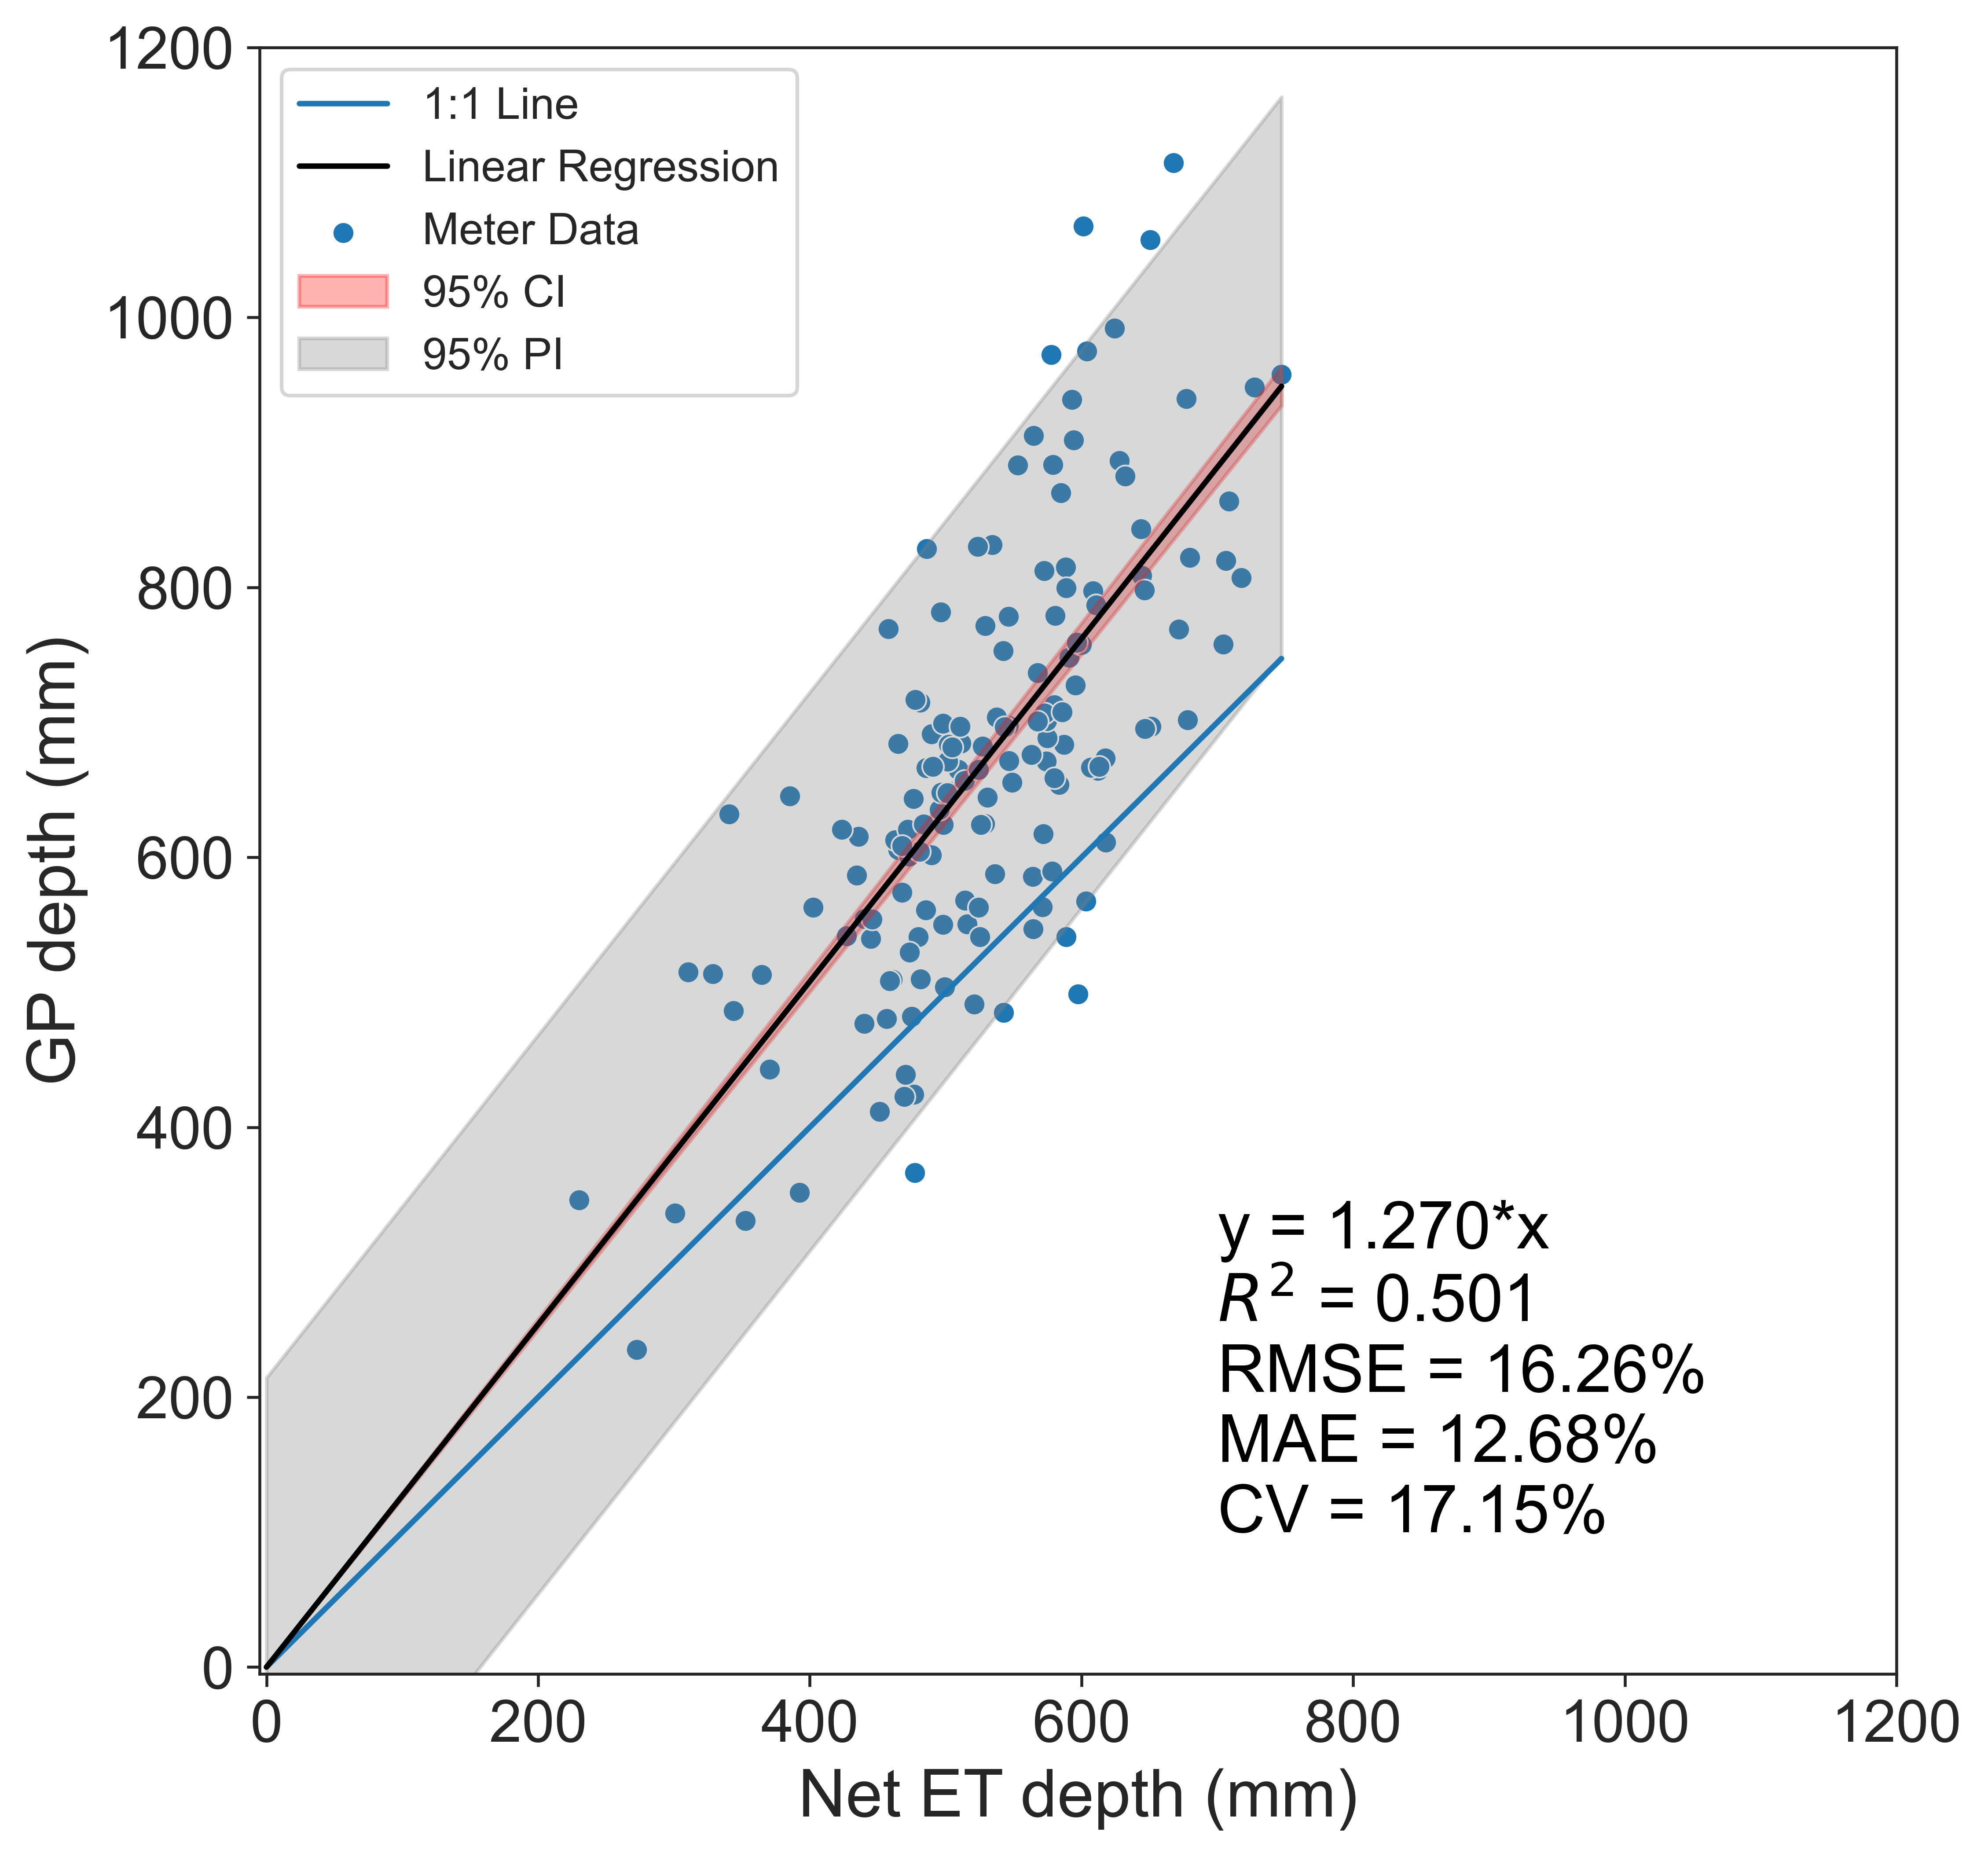 1200
1000
800
600
400
200
0
GP depth (mm)
1:1 Line
Linear Regression
Meter Data
95% CI
95% PI
y = 1.270*x
R² = 0.501
RMSE = 16.26%
MAE = 12.68%
CV = 17.15%
0 200 400 600 800 1000 1200
Net ET depth (mm)